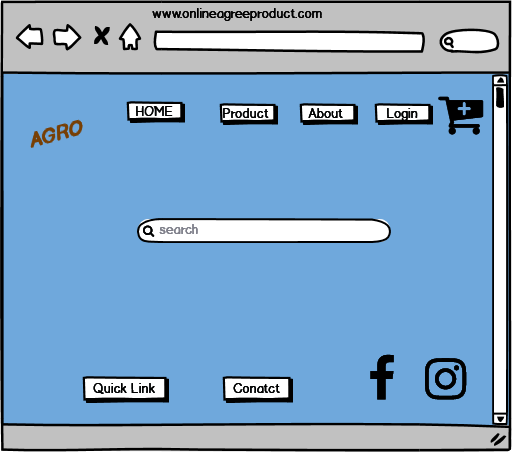 www.onlineagreeproduct.com
HOME Product About Login
AGRO
search
Quick Link Conatct